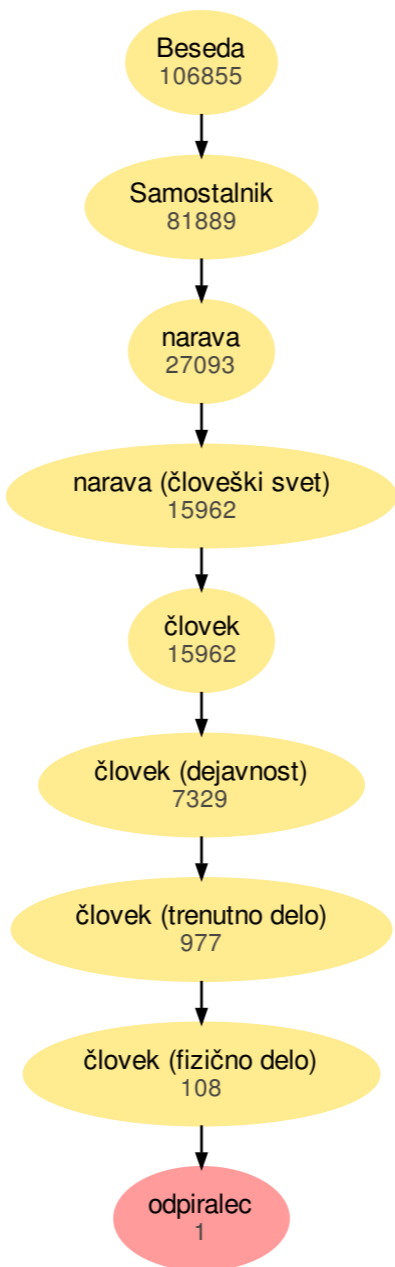 Beseda
106855
Samostalnik
81889
narava
27093
narava (človeški svet)
15962
človek
15962
človek (dejavnost)
7329
človek (trenutno delo)
977
človek (fizično delo)
108
odpiralec
1